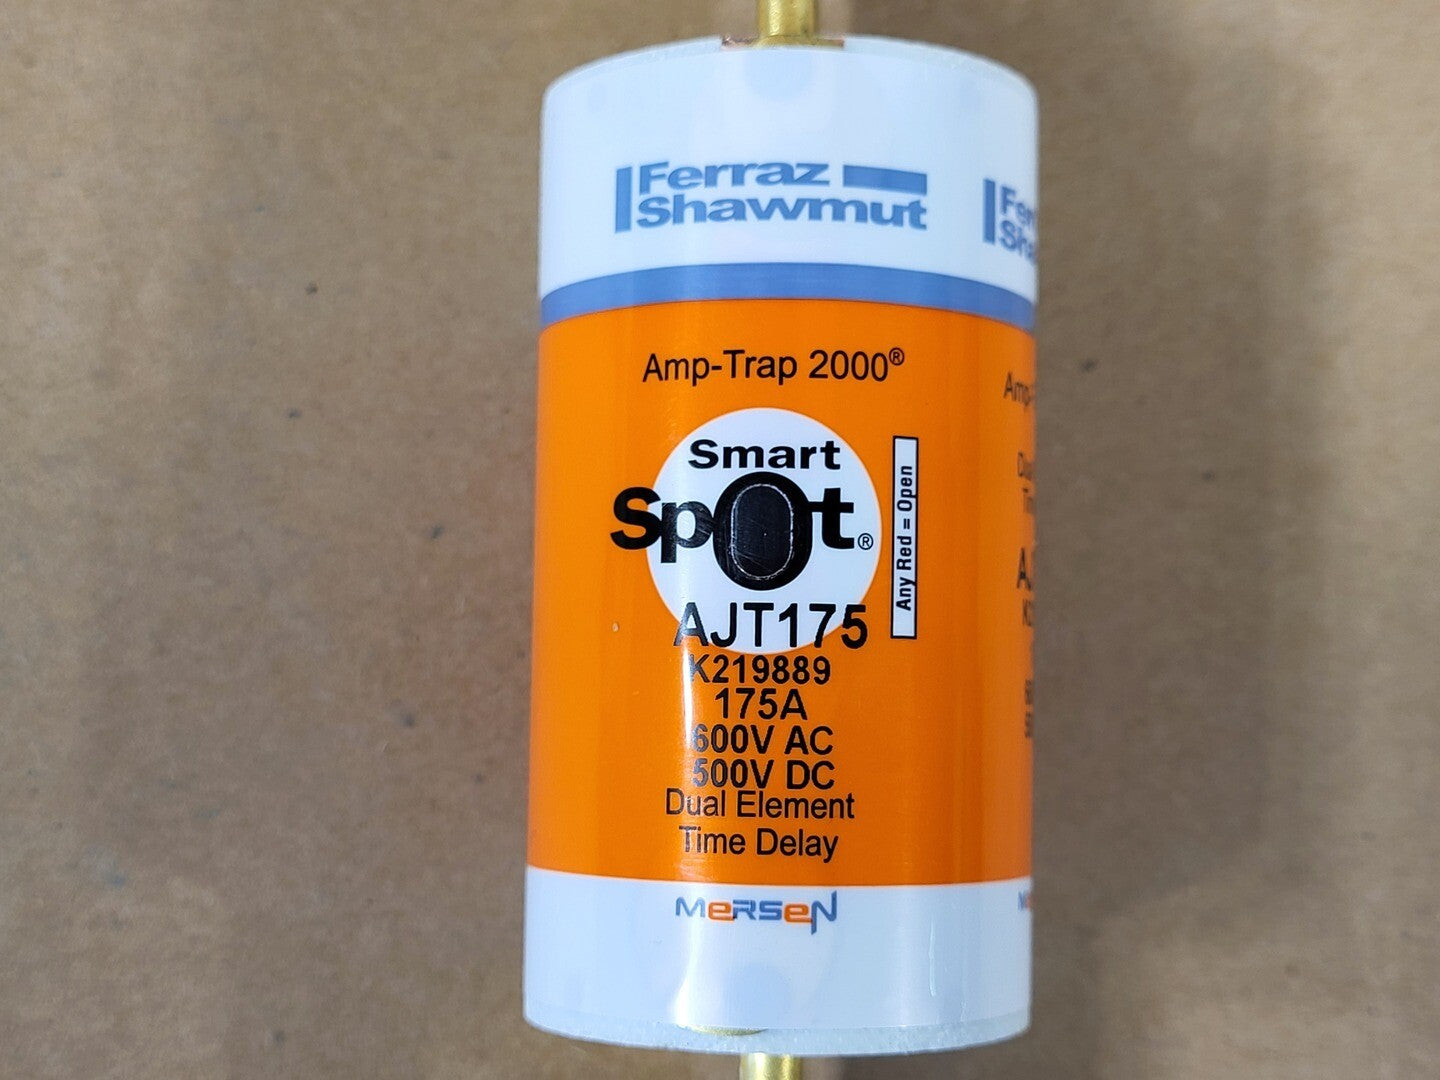 Ferraz
Shawmut
Amp-Trap 2000®
Smart
Spot®
Any Red = Open
AJT175
K219889
175A
600V AC
500V DC
Dual Element
Time Delay
MERSEN